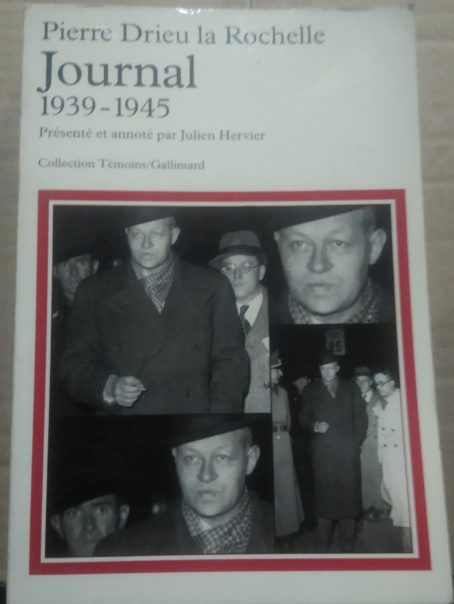 Pierre Drieu la Rochelle
Journal
1939-1945
Présenté et annoté par Julien Hervier
Collection Témoins/Gallimard